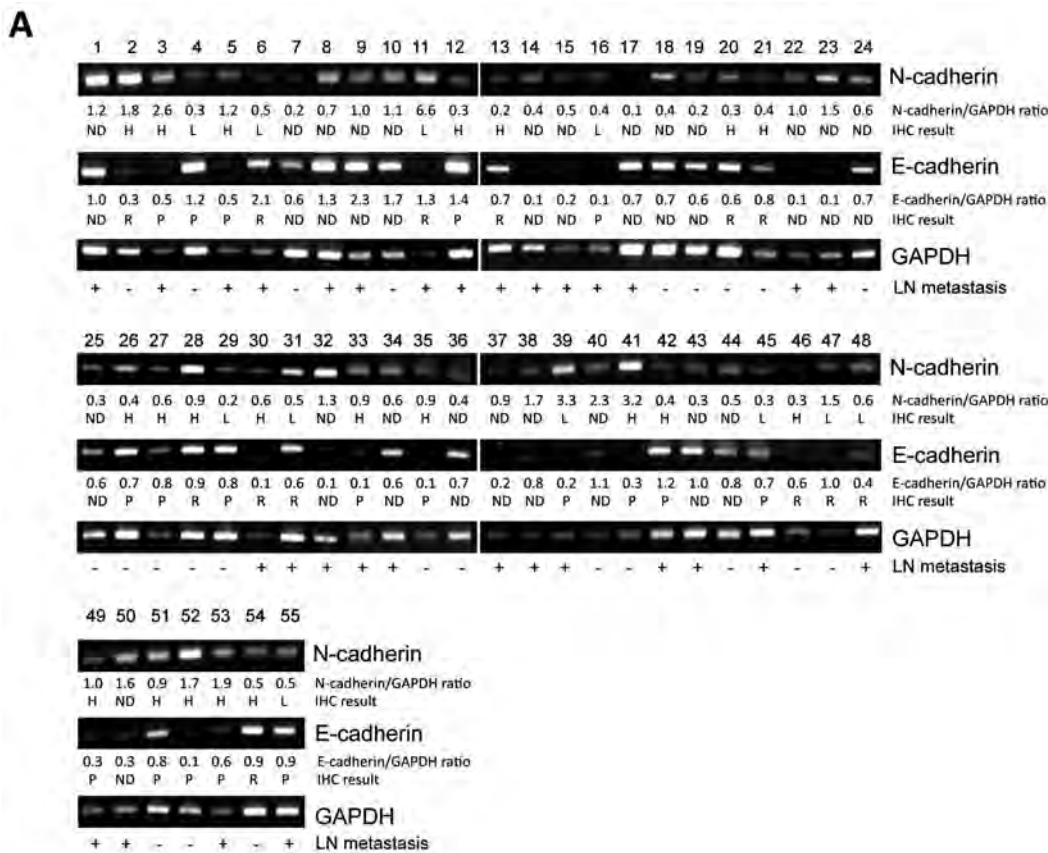 A
1 2 3 4 5 6 7 8 9 10 11 12 13 14 15 16 17 18 19 20 21 22 23 24
N-cadherin
1.2 1.8 2.6 0.3 1.2 0.5 0.2 0.7 1.0 1.1 6.6 0.3 0.2 0.4 0.5 0.4 0.1 0.4 0.2 0.3 0.4 1.0 1.5 0.6 N-cadherin/GAPDH ratio
ND H H L H L ND ND ND ND L H H ND ND L ND ND ND H H ND ND ND IHC result
E-cadherin
1.0 0.3 0.5 1.2 0.5 2.1 0.6 1.3 2.3 1.7 1.3 1.4 0.7 0.1 0.2 0.1 0.7 0.7 0.6 0.6 0.8 0.1 0.1 0.7 E-cadherin/GAPDH ratio
ND R P P P R ND ND ND ND R P R ND ND P ND ND ND R R ND ND ND IHC result
GAPDH
+ - + - + + - + + - + + + + + + + - - - - + + - LN metastasis
25 26 27 28 29 30 31 32 33 34 35 36 37 38 39 40 41 42 43 44 45 46 47 48
N-cadherin
0.3 0.4 0.6 0.9 0.2 0.6 0.5 1.3 0.9 0.6 0.9 0.4 0.9 1.7 3.3 2.3 3.2 0.4 0.3 0.5 0.3 0.3 1.5 0.6 N-cadherin/GAPDH ratio
ND H H H L H L ND H ND H ND ND ND L ND H H ND ND L H L L IHC result
E-cadherin
0.6 0.7 0.8 0.9 0.8 0.1 0.6 0.1 0.1 0.6 0.1 0.7 0.2 0.8 0.2 1.1 0.3 1.2 1.0 0.8 0.7 0.6 1.0 0.4 E-cadherin/GAPDH ratio
ND P P R P R R ND P ND P ND ND ND P ND P P ND ND P R R R IHC result
GAPDH
- - - - - + + + + + - - + + + - - + + - + - - + LN metastasis
49 50 51 52 53 54 55
N-cadherin
1.0 1.6 0.9 1.7 1.9 0.5 0.5 N-cadherin/GAPDH ratio
H ND H H H H L IHC result
E-cadherin
0.3 0.3 0.8 0.1 0.6 0.9 0.9 E-cadherin/GAPDH ratio
P ND P P P R P IHC result
GAPDH
+ + - - + - + LN metastasis